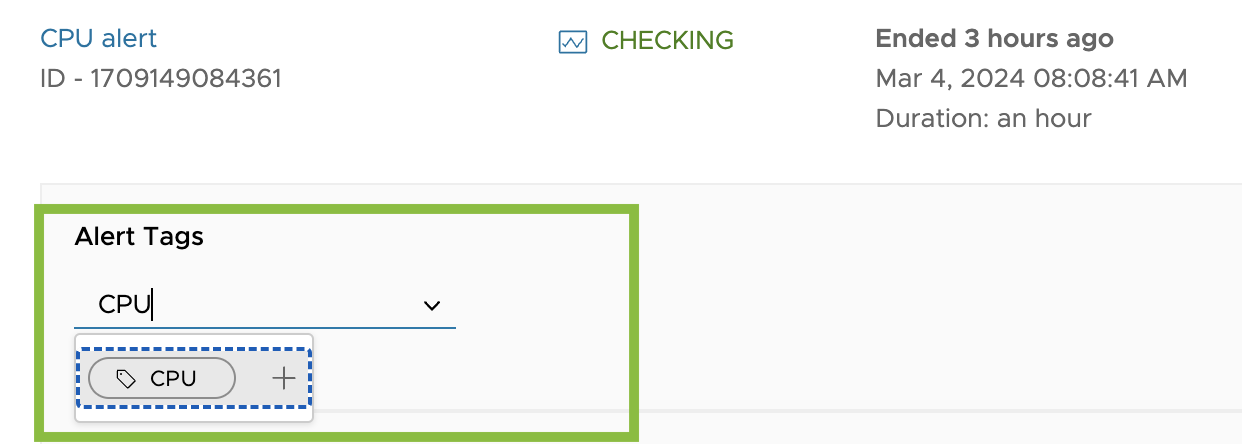 CPU alert
CHECKING
Ended 3 hours ago
ID - 1709149084361
Mar 4, 2024 08:08:41 AM
Duration: an hour
Alert Tags
CPU
CPU